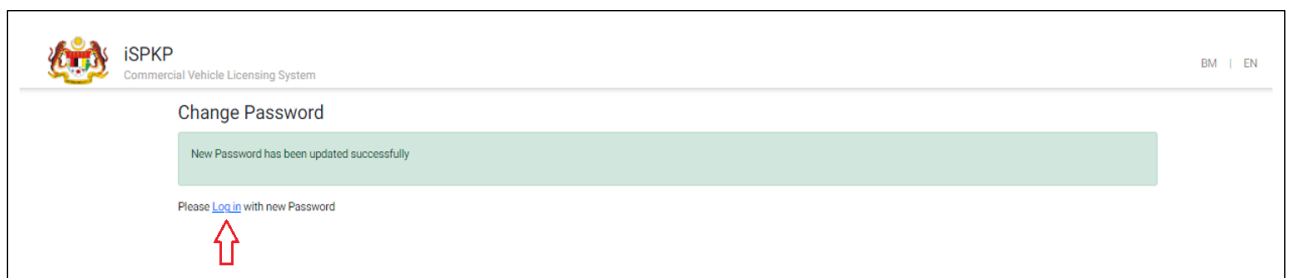 iSPKP
Commercial Vehicle Licensing System
BM | EN
Change Password
New Password has been updated successfully
Please Log in with new Password